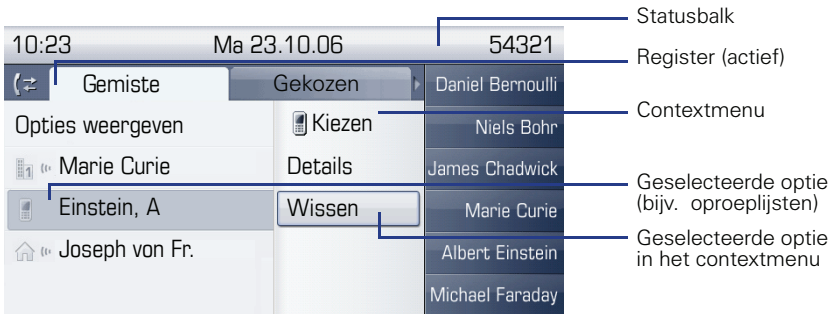 10:23 Ma 23.10.06 54321
Gemiste Gekozen Daniel Bernoulli
Opties weergeven Kiezen Niels Bohr
1 Marie Curie Details James Chadwick
Einstein, A Wissen Marie Curie
Joseph von Fr. Albert Einstein
Michael Faraday
Statusbalk
Register (actief)
Contextmenu
Geselecteerde optie
(bijv. oproeplijsten)
Geselecteerde optie
in het contextmenu